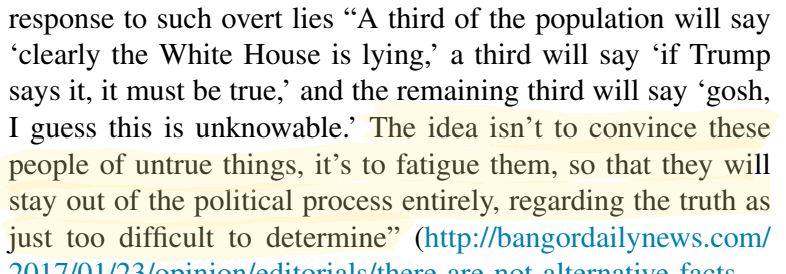 response to such overt lies “A third of the population will say
‘clearly the White House is lying,’ a third will say ‘if Trump
says it, it must be true,’ and the remaining third will say ‘gosh,
I guess this is unknowable.’ The idea isn’t to convince these
people of untrue things, it’s to fatigue them, so that they will
stay out of the political process entirely, regarding the truth as
just too difficult to determine” (http://bangordailynews.com/
2017/01/23/opinion/editorials/there-are-not-alternative-facts-